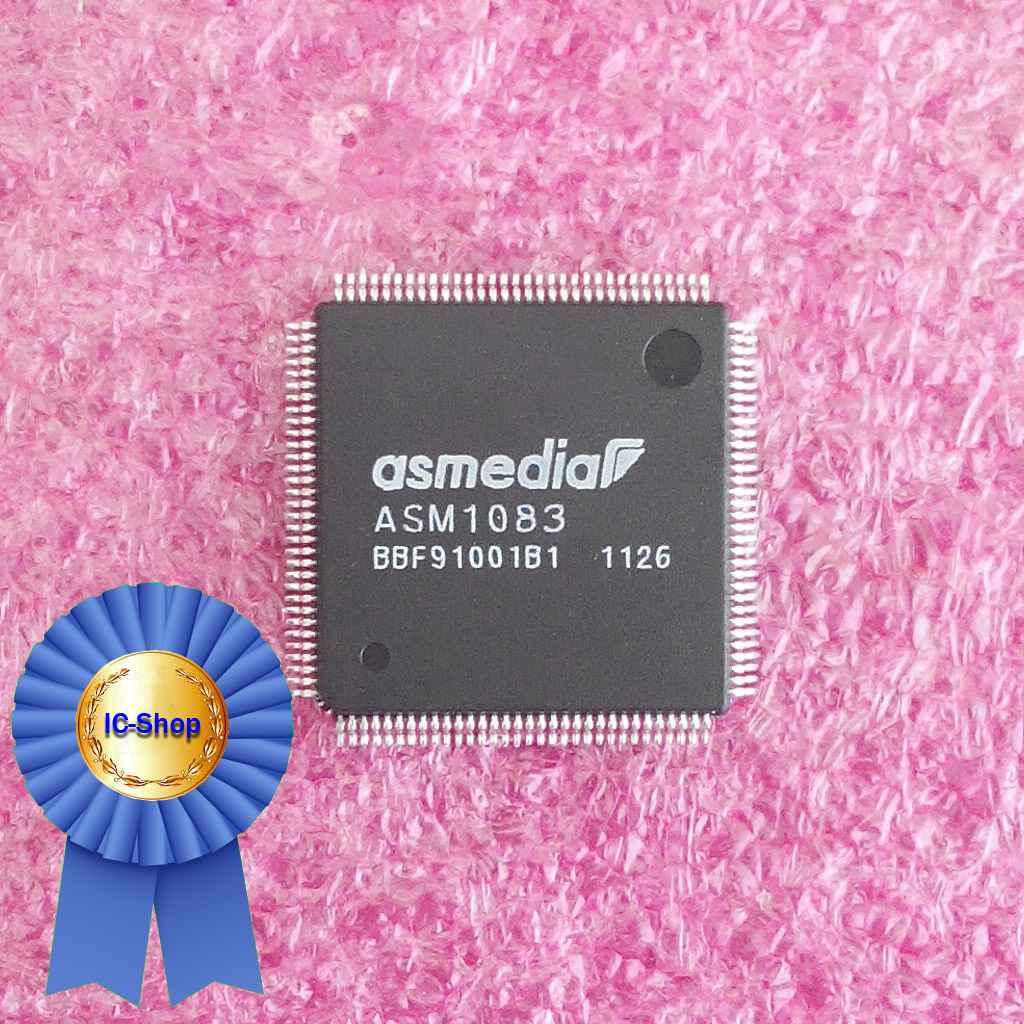 asmedia
ASM1083
BBF91001B1 1126
IC-Shop